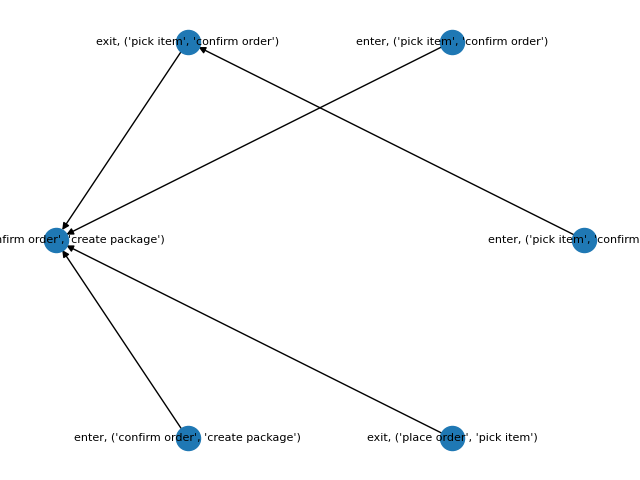 exit, ('pick item', 'confirm order')
enter, ('pick item', 'confirm order')
order', 'create package')
enter, ('pick item', 'confirm
enter, ('confirm order', 'create package')
exit, ('place order', 'pick item')